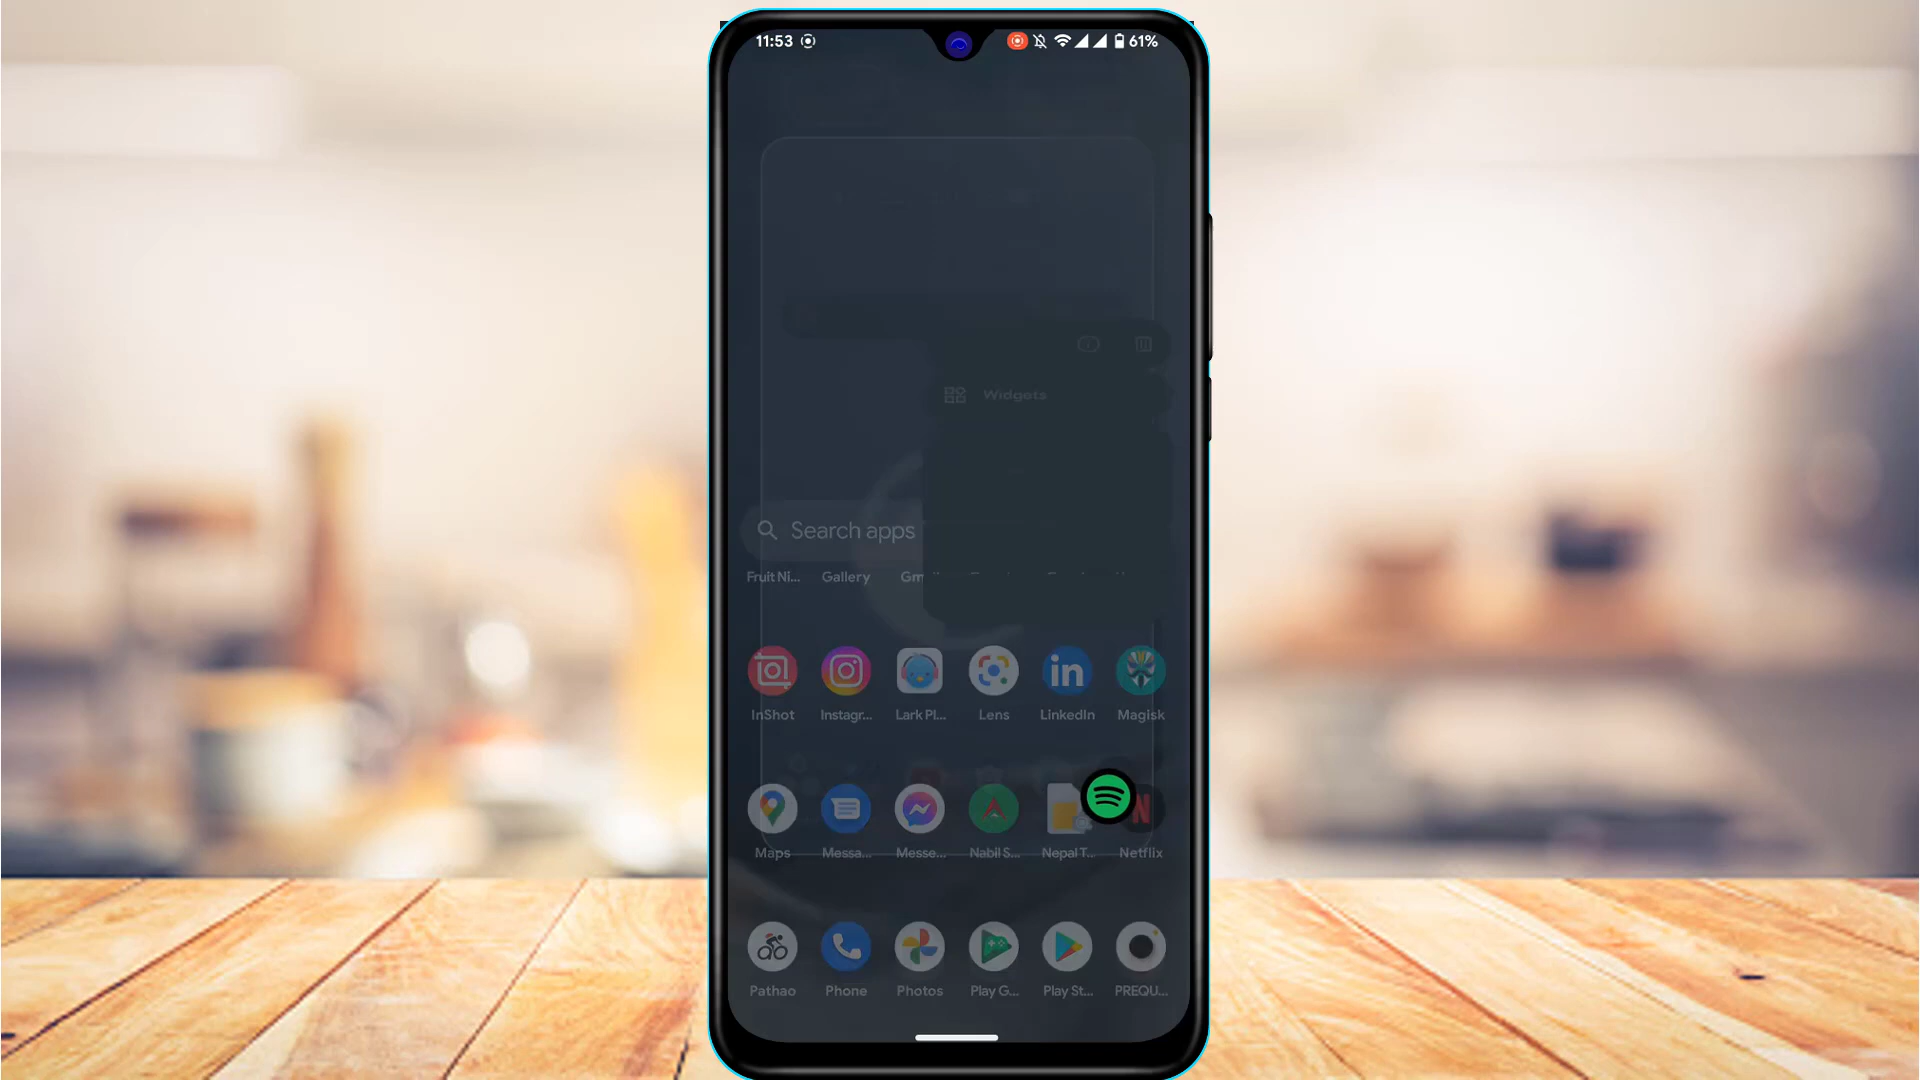 11:53 61%
Widgets
Search apps
Fruit Ni... Gallery
InShot Instagr... Lark Pl... Lens LinkedIn Magisk
Maps Messa... Messe... Nabil S... Nepal T... Netflix
Pathao Phone Photos Play G... Play St... PREQU...